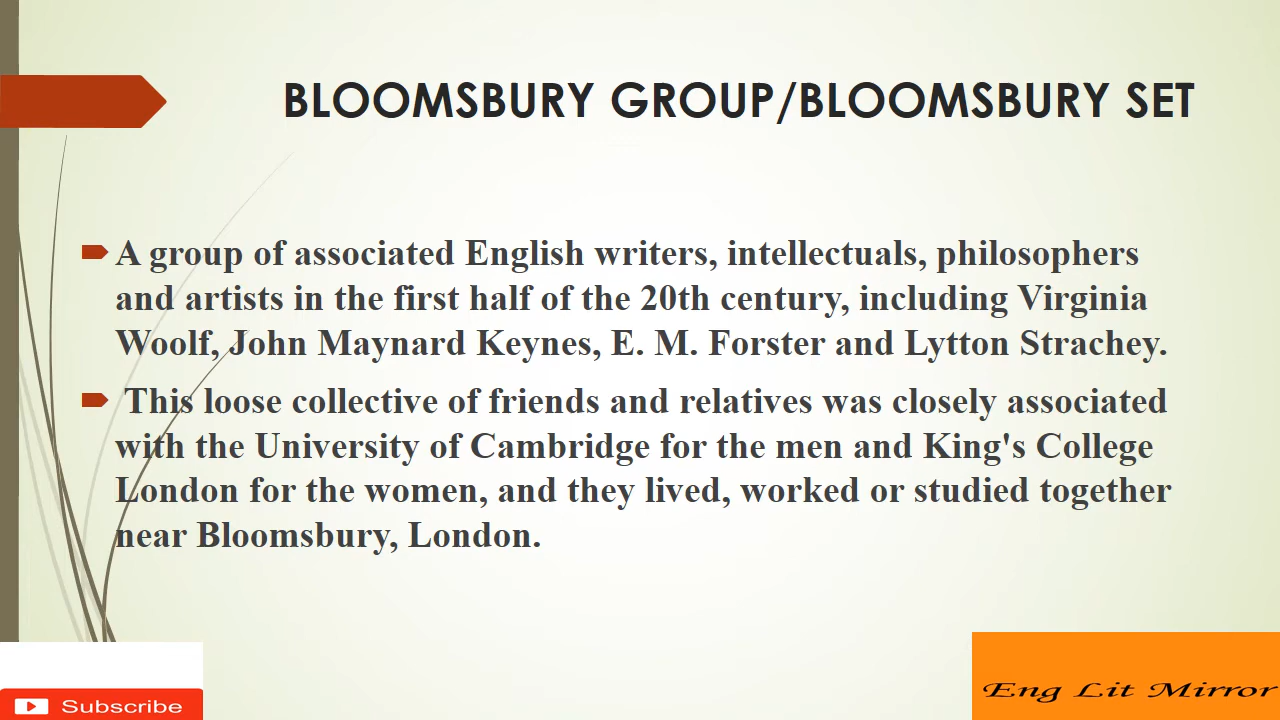 BLOOMSBURY GROUP/BLOOMSBURY SET
A group of associated English writers, intellectuals, philosophers
and artists in the first half of the 20th century, including Virginia
Woolf, John Maynard Keynes, E. M. Forster and Lytton Strachey.
This loose collective of friends and relatives was closely associated
with the University of Cambridge for the men and King's College
London for the women, and they lived, worked or studied together
near Bloomsbury, London.
Subscribe
Eng Lit Mirror